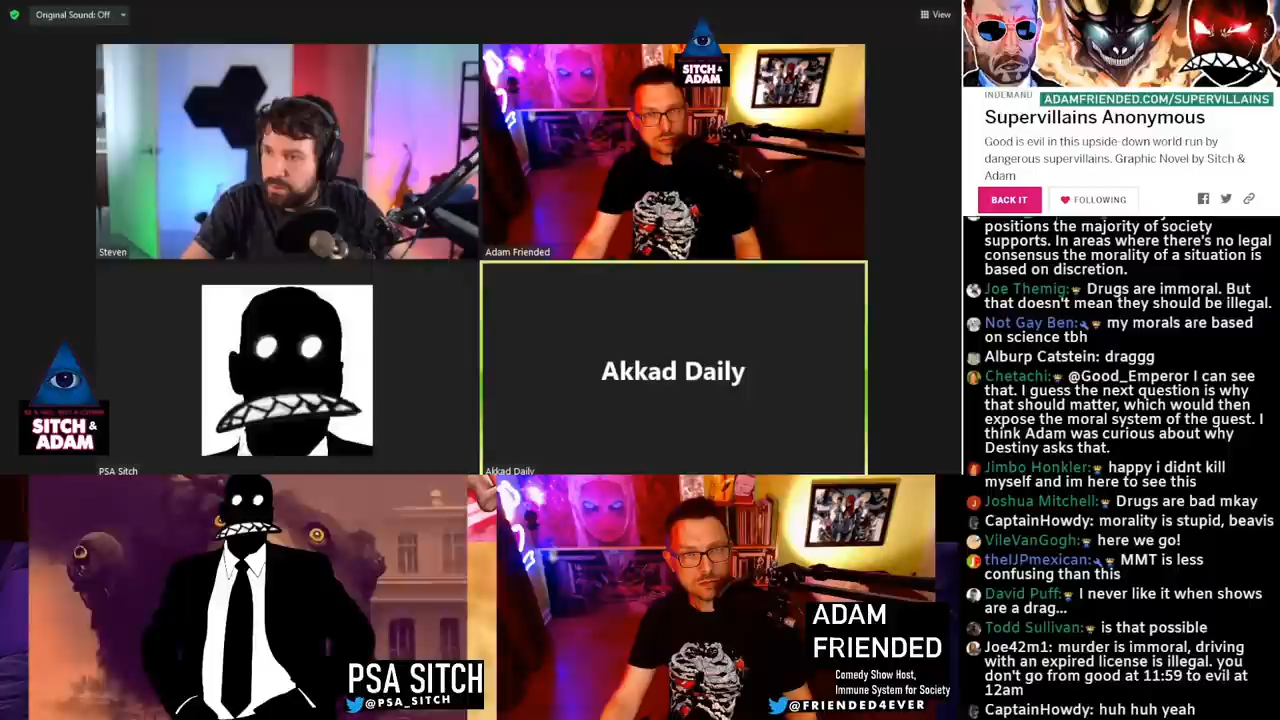 Original Sound: Off
View
Steven
SITCH &
ADAM
Adam Friended
Akkad Daily
PSA Sitch
Akkad Daily
SITCH &
ADAM
PSA SITCH
@PSA_SITCH
ADAM
FRIENDED
Comedy Show Host,
Immune System for Society
@FRIENDED4EVER
INDEMAND
ADAMFRIENDED.COM/SUPERVILLAINS
Supervillains Anonymous
Good is evil in this upside-down world run by
dangerous supervillains. Graphic Novel by Sitch &
Adam
BACK IT
FOLLOWING
positions the majority of society
supports. In areas where there's no legal
consensus the morality of a situation is
based on discretion.
Joe Themig: Drugs are immoral. But
that doesn't mean they should be illegal.
Not Gay Ben: my morals are based
on science tbh
Alburp Catstein: draggg
Chetachi: @Good_Emperor I can see
that. I guess the next question is why
that should matter, which would then
expose the moral system of the guest. I
think Adam was curious about why
Destiny asks that.
Jimbo Honkler: happy i didnt kill
myself and im here to see this
Joshua Mitchell: Drugs are bad mkay
CaptainHowdy: morality is stupid, beavis
VileVanGogh: here we go!
theIJPmexican: MMT is less
confusing than this
David Puff: I never like it when shows
are a drag...
Todd Sullivan: is that possible
Joe42m1: murder is immoral, driving
with an expired license is illegal. you
don't go from good at 11:59 to evil at
12am
CaptainHowdy: huh huh yeah